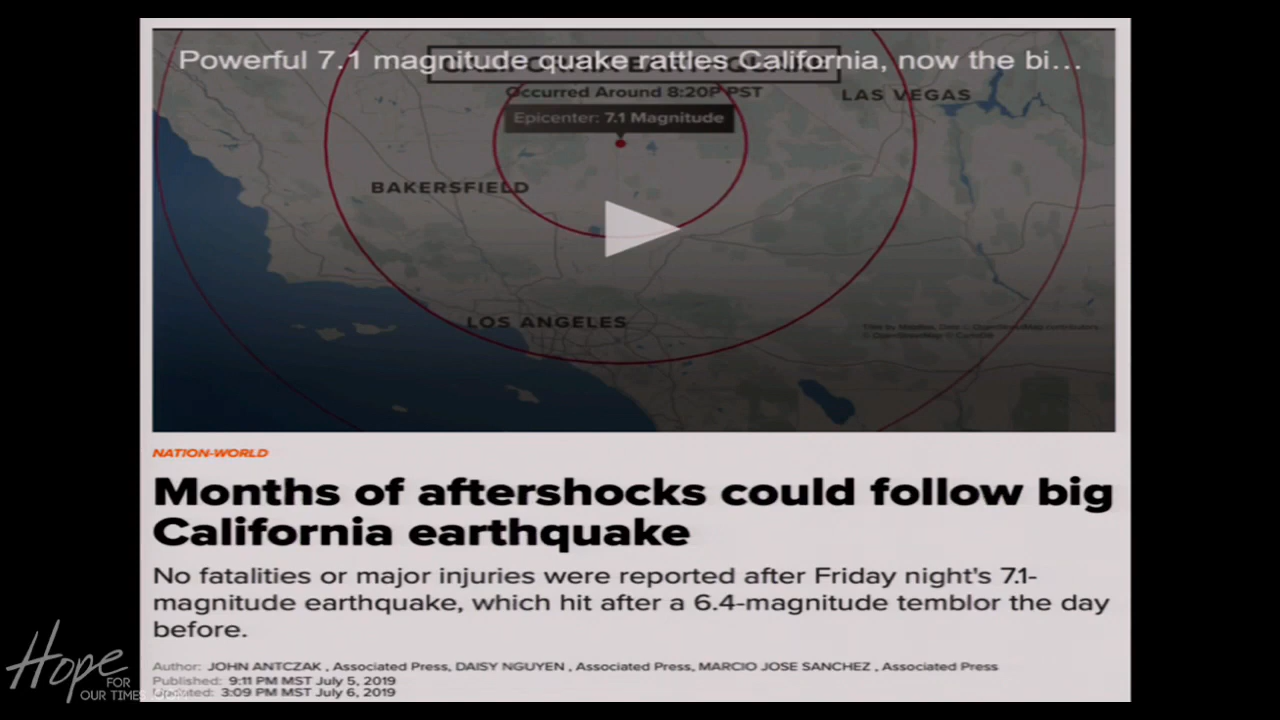 Powerful 7.1 magnitude quake rattles California, now the bi...
CALIFORNIA EARTHQUAKE
Occurred Around 8:20P PST
LAS VEGAS
Epicenter: 7.1 Magnitude
BAKERSFIELD
LOS ANGELES
NATION-WORLD
Months of aftershocks could follow big
California earthquake
No fatalities or major injuries were reported after Friday night's 7.1-
magnitude earthquake, which hit after a 6.4-magnitude temblor the day
before.
Author: JOHN ANTCZAK , Associated Press, DAISY NGUYEN , Associated Press, MARCIO JOSE SANCHEZ , Associated Press
Published: 9:11 PM MST July 5, 2019
Updated: 3:09 PM MST July 6, 2019
Hope
FOR
OUR TIMES